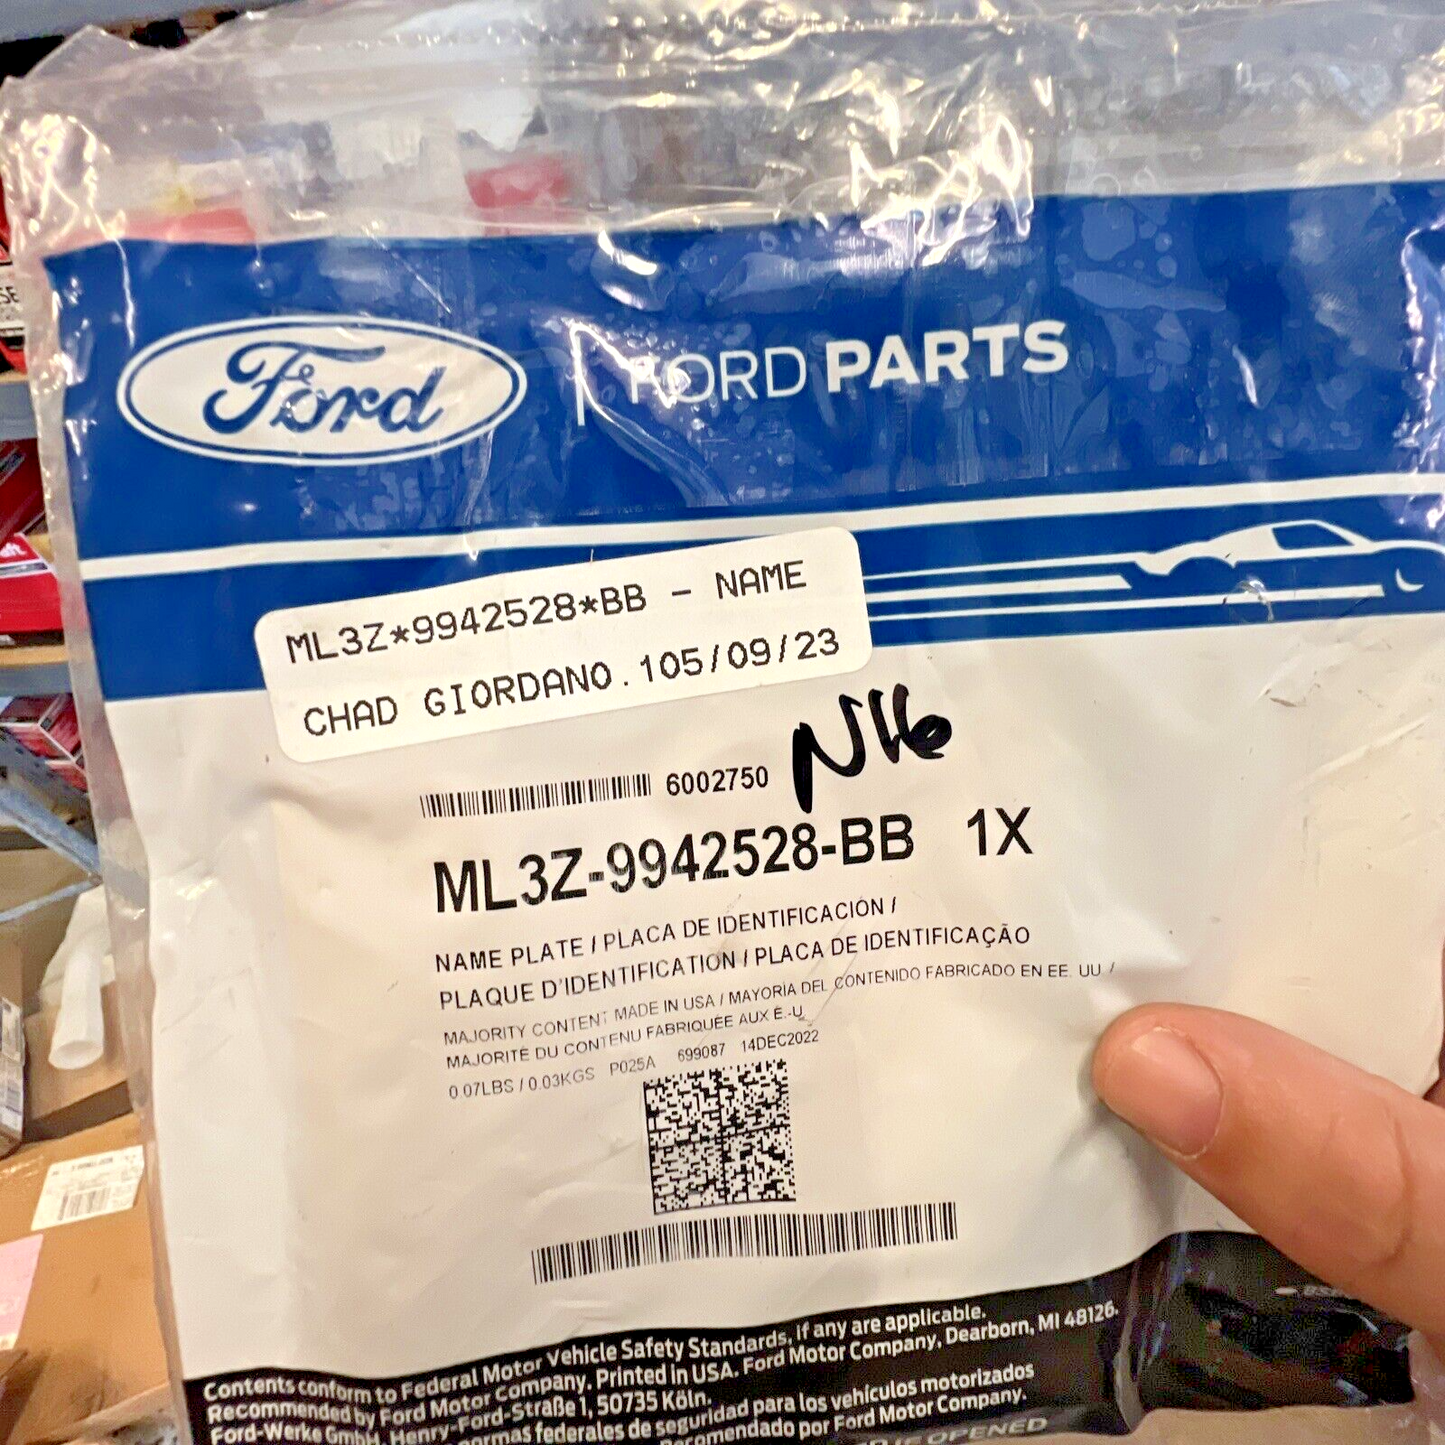 Ford
FORD PARTS
ML3Z*9942528*BB - NAME
CHAD GIORDANO.105/09/23
N16
6002750
ML3Z-9942528-BB 1X
NAME PLATE / PLACA DE IDENTIFICACIÓN /
PLAQUE D'IDENTIFICATION / PLACA DE IDENTIFICAÇÃO
MAJORITY CONTENT MADE IN USA / MAYORÍA DEL CONTENIDO FABRICADO EN EE. UU. /
MAJORITÉ DU CONTENU FABRIQUÉE AUX É.-U.
0.07LBS / 0.03KGS P025A 699087 14DEC2022
Contents conform to Federal Motor Vehicle Safety Standards, if any are applicable.
Recommended by Ford Motor Company. Printed in USA. Ford Motor Company, Dearborn, MI 48126.
Ford-Werke GmbH, Henry-Ford-Straße 1, 50735 Köln.
normas federales de seguridad para los vehículos motorizados
Recomendado por Ford Motor Company.
IF OPENED